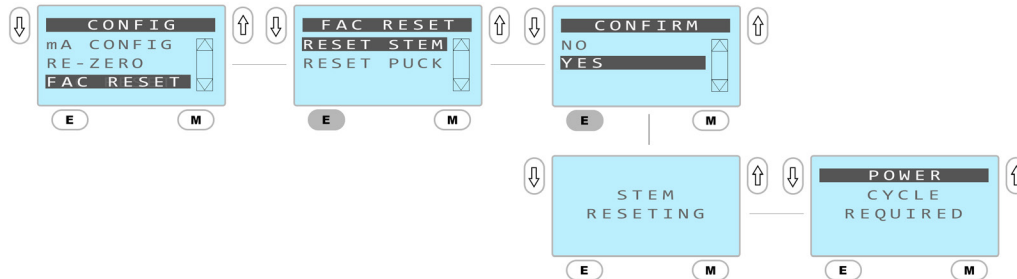 CONFIG
mA CONFIG
RE-ZERO
FAC RESET
E M
FAC RESET
RESET STEM
RESET PUCK
E M
CONFIRM
NO
YES
E M
STEM
RESETING
E M
POWER
CYCLE
REQUIRED
E M